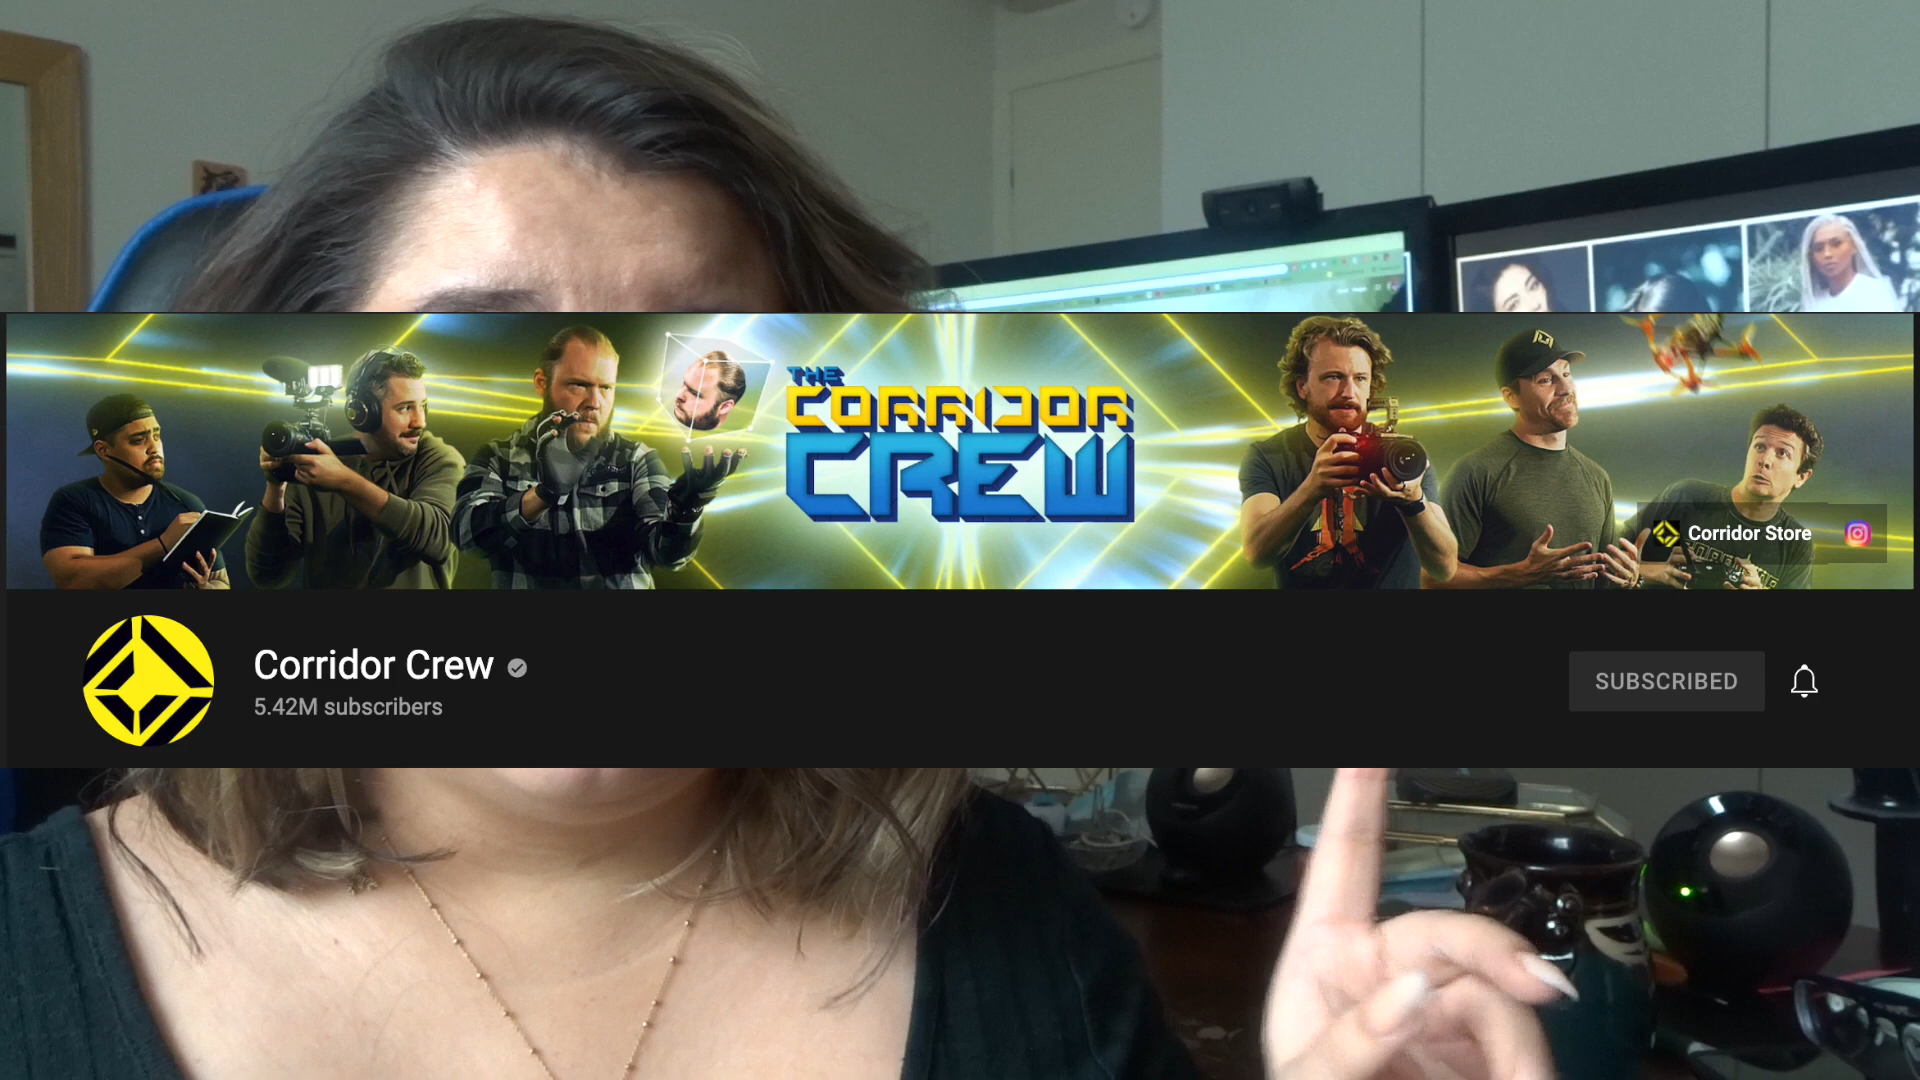 THE
CORRIDOR
CREW
Corridor Store
Corridor Crew
5.42M subscribers
SUBSCRIBED